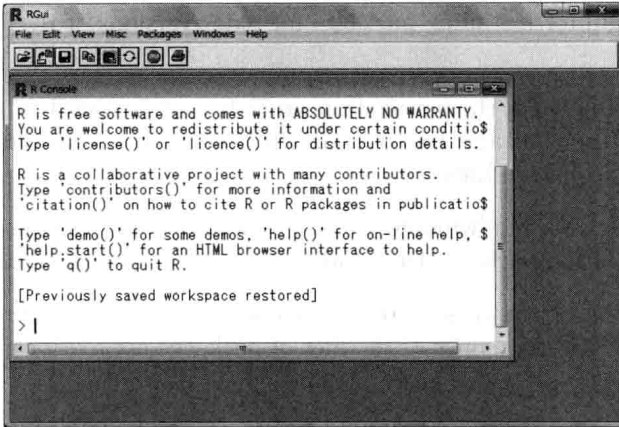 RGui
File Edit View Misc Packages Windows Help
R Console
R is free software and comes with ABSOLUTELY NO WARRANTY.
You are welcome to redistribute it under certain conditio$
Type 'license()' or 'licence()' for distribution details.
R is a collaborative project with many contributors.
Type 'contributors()' for more information and
'citation()' on how to cite R or R packages in publicatio$
Type 'demo()' for some demos, 'help()' for on-line help, $
'help.start()' for an HTML browser interface to help.
Type 'q()' to quit R.
[Previously saved workspace restored]
>